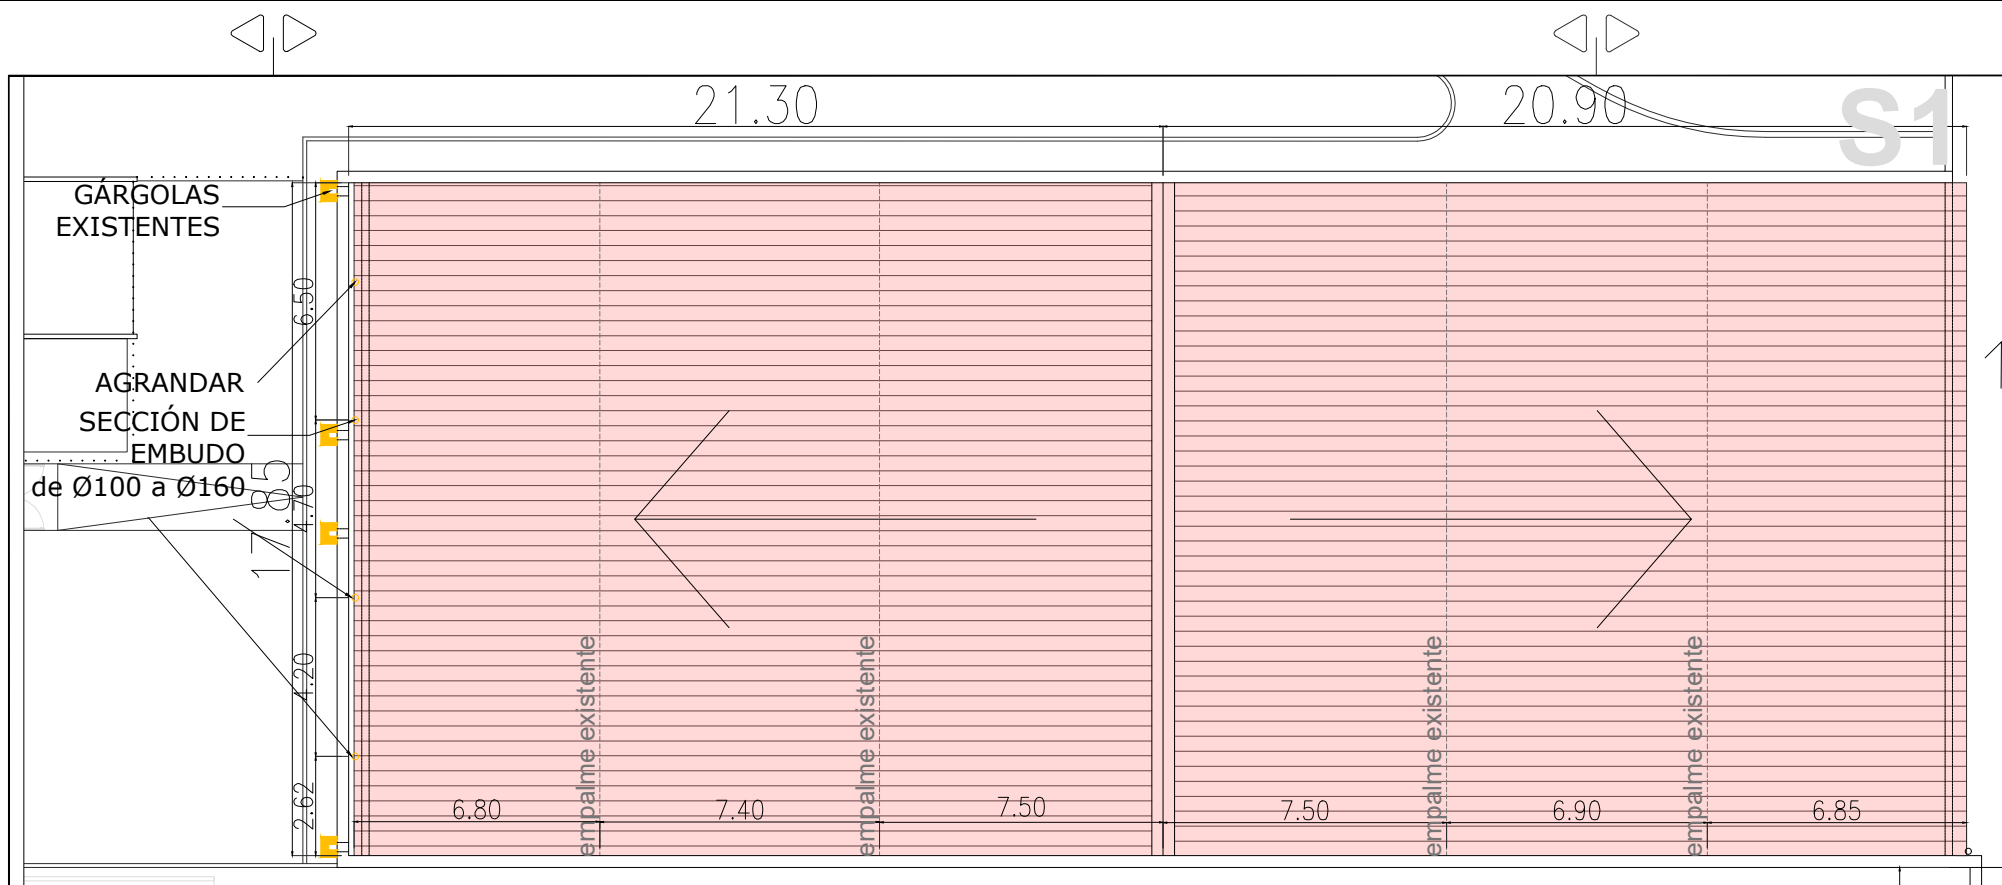 21.30
20.90
S1
GÁRGOLAS
EXISTENTES
6.50
AGRANDAR
SECCIÓN DE
EMBUDO
de Ø100 a Ø160
17.85
4.70
4.20
2.62
empalme existente
empalme existente
empalme existente
empalme existente
6.80
7.40
7.50
7.50
6.90
6.85